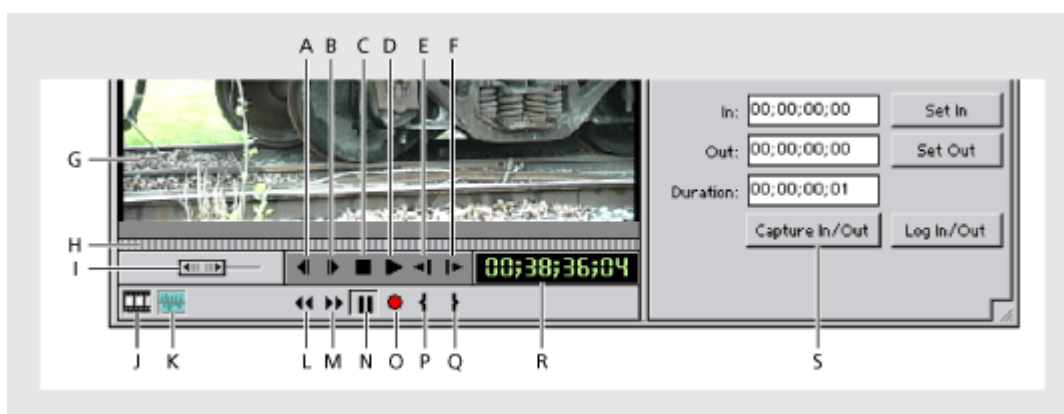 A B C D E F
In: 00;00;00;00 Set In
G Out: 00;00;00;00 Set Out
Duration: 00;00;00;01
H Capture In/Out Log In/Out
I 00;38;36;04
J K L M N O P Q R S